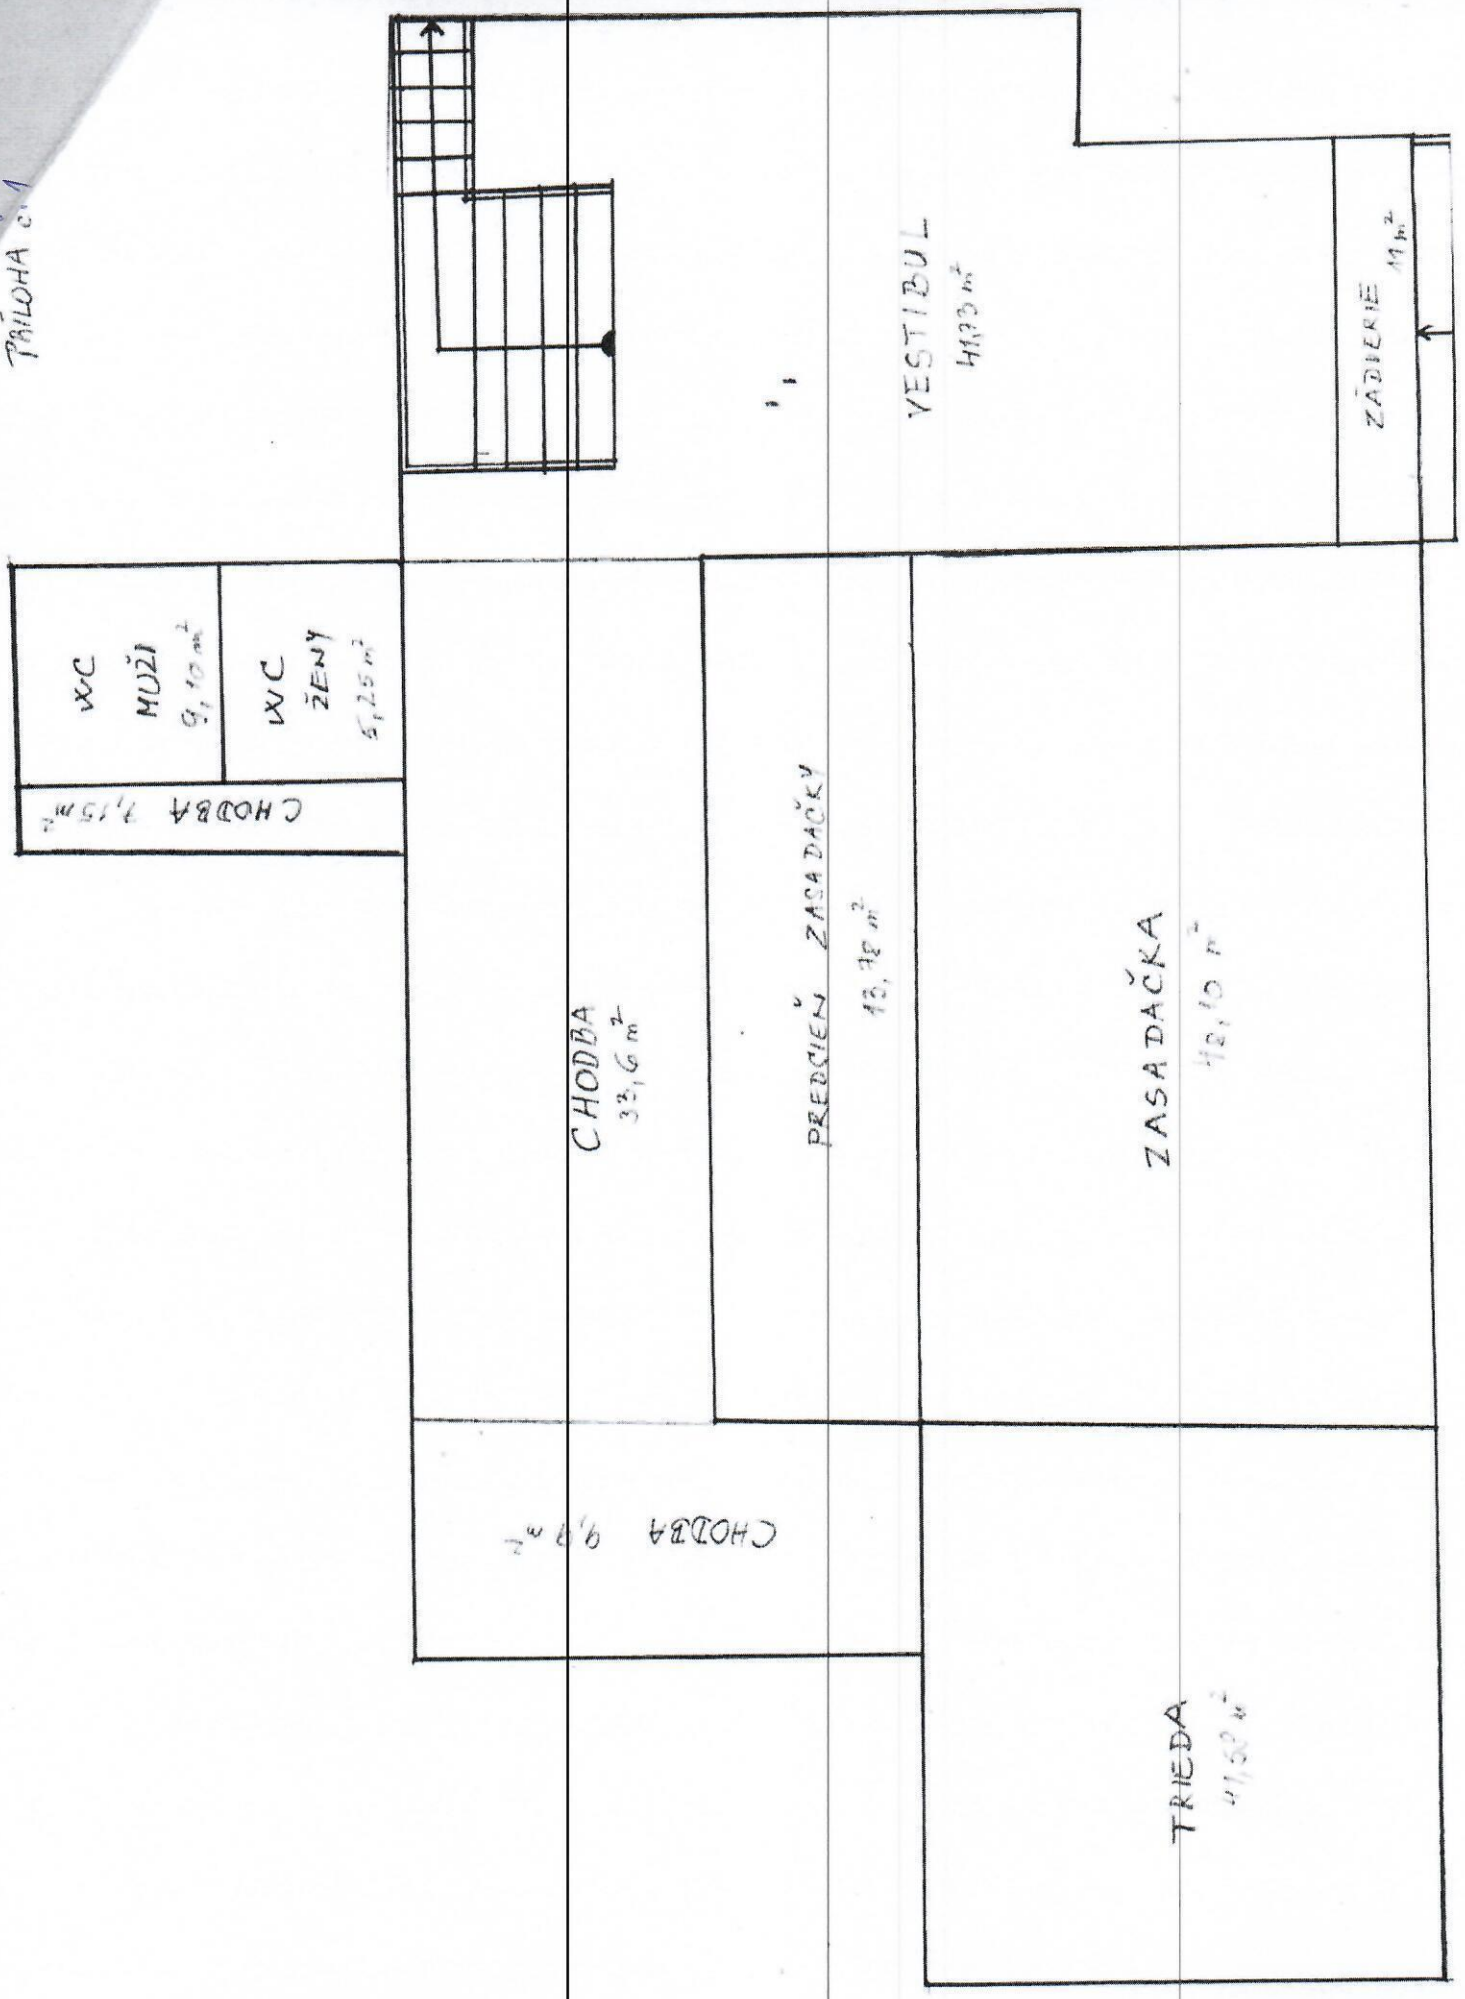 PRÍLOHA č. 1
WC
MUŽI
9,10 m²
WC
ŽENY
5,25 m²
CHODBA 7,15 m²
VESTIBUL
41,73 m²
ZÁDVERIE 11 m²
CHODBA
33,6 m²
PREDSIEŇ ZASADAČKY
13,78 m²
ZASADAČKA
48,10 m²
CHODBA 9,9 m²
TRIEDA
41,58 m²